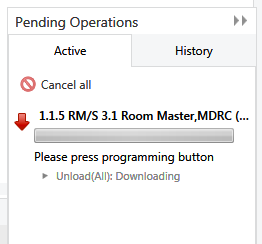 Pending Operations
Active
History
Cancel all
1.1.5 RM/S 3.1 Room Master,MDRC (...
Please press programming button
Unload(All): Downloading